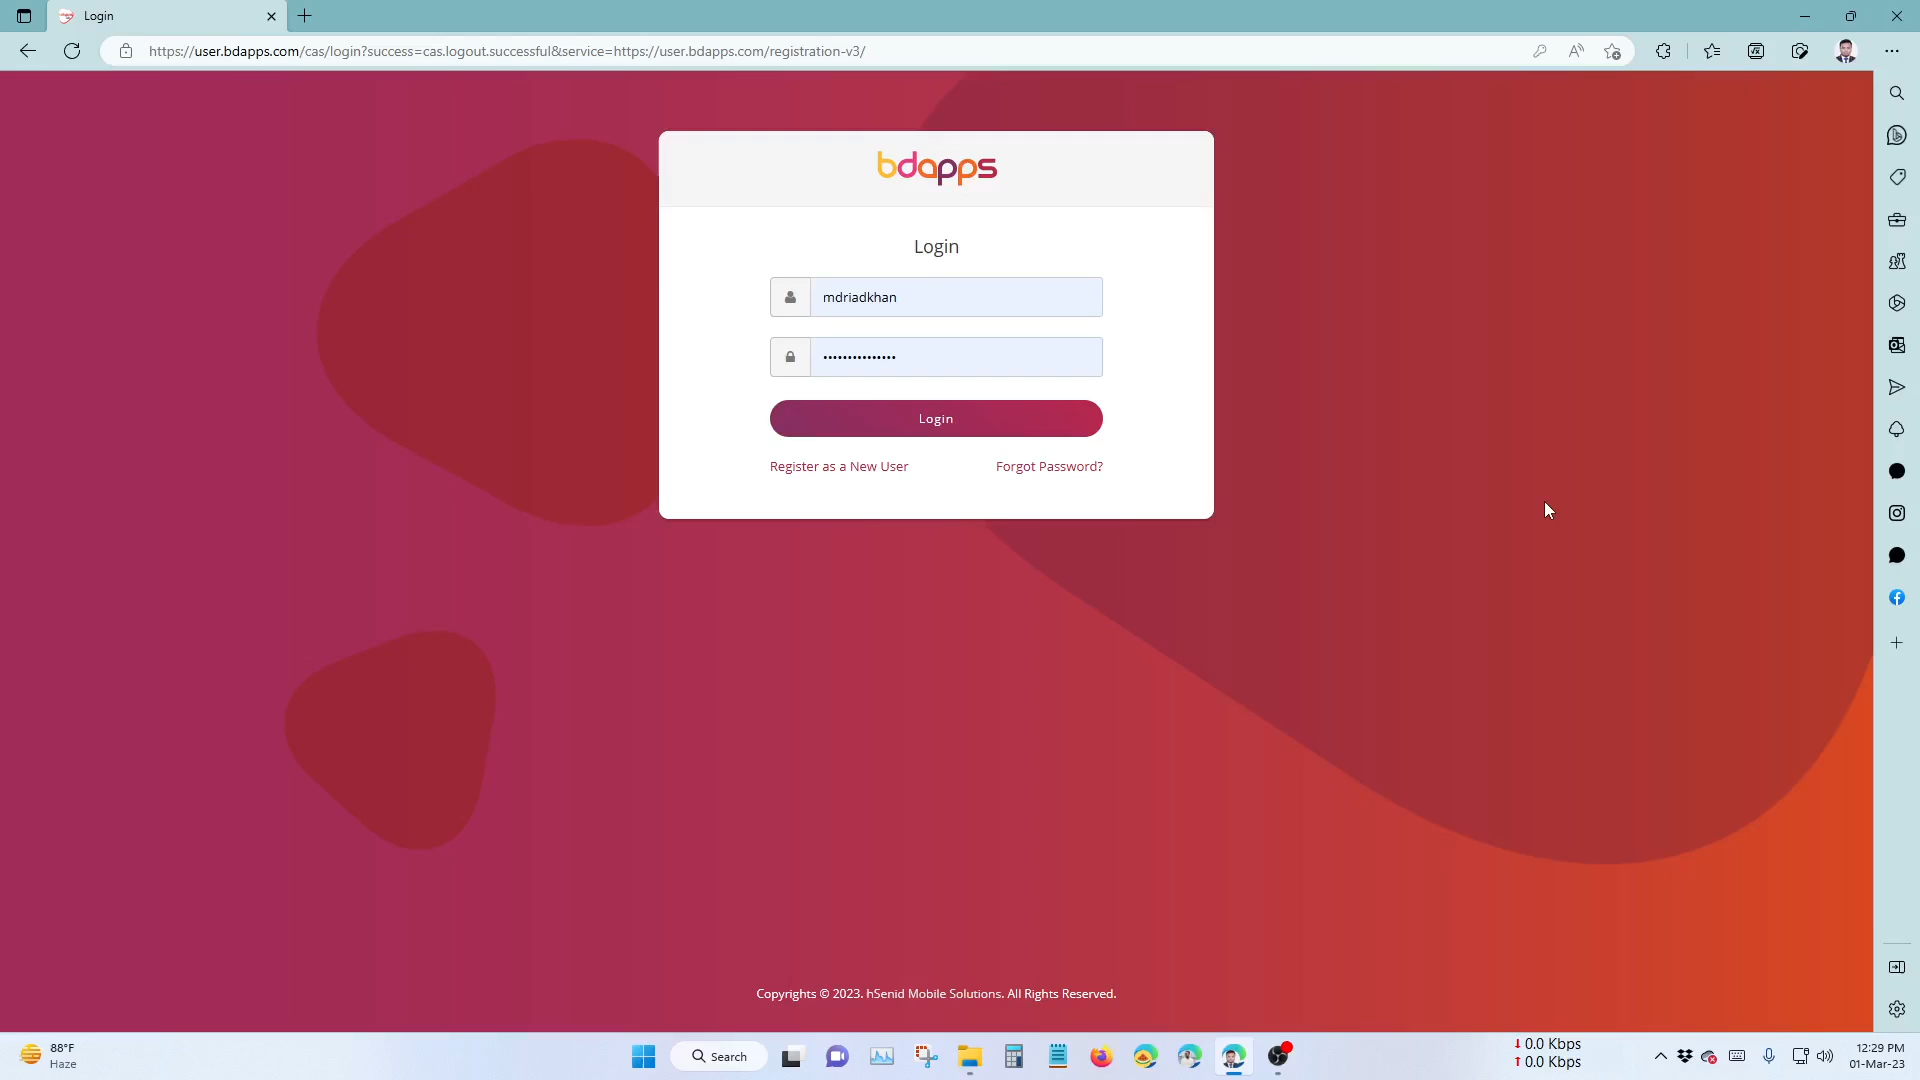 Login
https://user.bdapps.com/cas/login?success=cas.logout.successful&service=https://user.bdapps.com/registration-v3/
bdapps
Login
mdriadkhan
•••••••••••••••
Login
Register as a New User Forgot Password?
Copyrights © 2023. hSenid Mobile Solutions. All Rights Reserved.
88°F
Haze
Search
↓ 0.0 Kbps
↑ 0.0 Kbps
12:29 PM
01-Mar-23